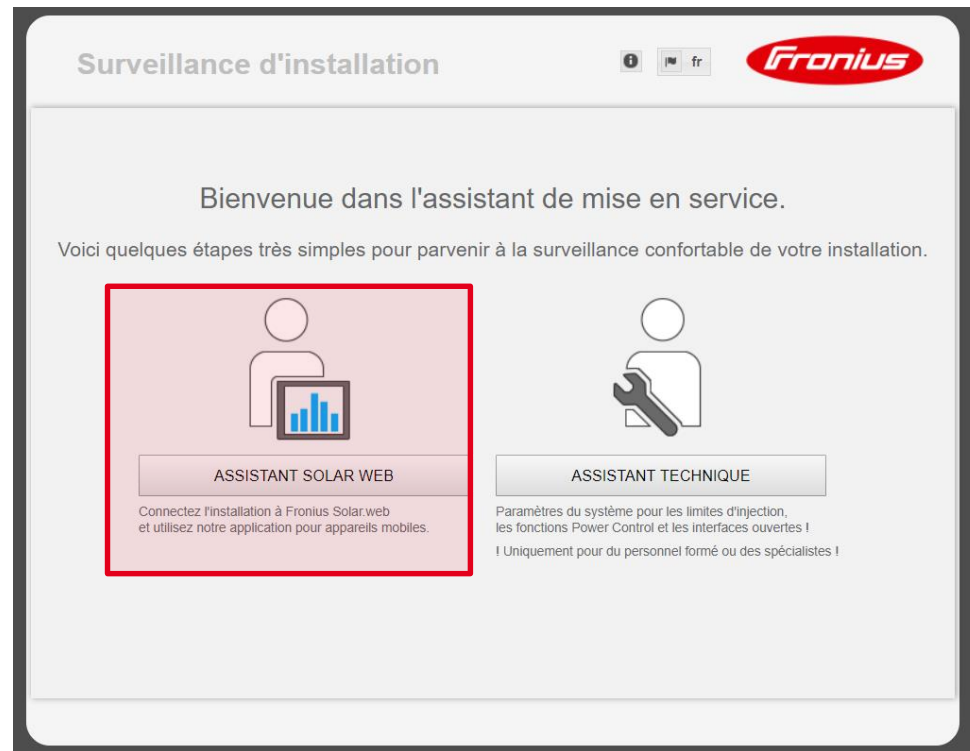 Surveillance d'installation
fr
Fronius
Bienvenue dans l'assistant de mise en service.
Voici quelques étapes très simples pour parvenir à la surveillance confortable de votre installation.
ASSISTANT SOLAR WEB
Connectez l'installation à Fronius Solar.web
et utilisez notre application pour appareils mobiles.
ASSISTANT TECHNIQUE
Paramètres du système pour les limites d'injection,
les fonctions Power Control et les interfaces ouvertes !
! Uniquement pour du personnel formé ou des spécialistes !